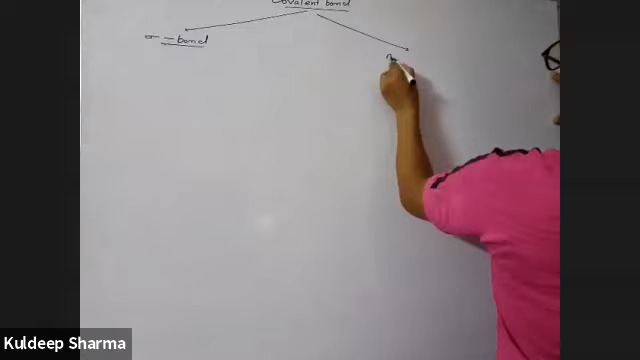 Covalent bond
σ - bond
Kuldeep Sharma